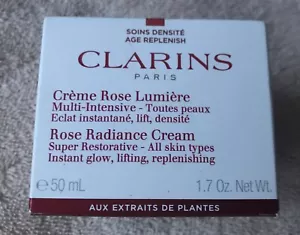 SOINS DENSITÉ
AGE REPLENISH
CLARINS
PARIS
Crème Rose Lumière
Multi-Intensive - Toutes peaux
Eclat instantané, lift, densité
Rose Radiance Cream
Super Restorative - All skin types
Instant glow, lifting, replenishing
℮ 50 mL 1.7 Oz. Net Wt.
AUX EXTRAITS DE PLANTES